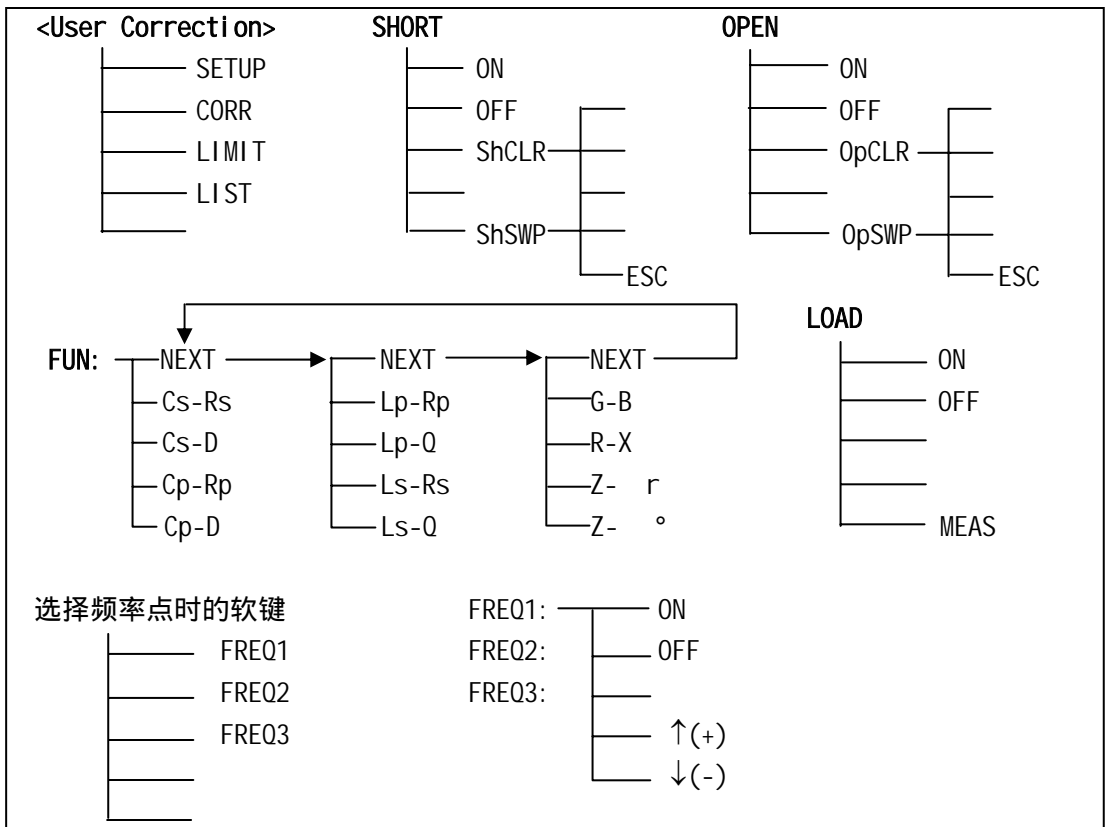 <User Correction>
SETUP
CORR
LIMIT
LIST
SHORT
ON
OFF
ShCLR
ShSWP
ESC
OPEN
ON
OFF
OpCLR
OpSWP
ESC
FUN:
NEXT
Cs-Rs
Cs-D
Cp-Rp
Cp-D
NEXT
Lp-Rp
Lp-Q
Ls-Rs
Ls-Q
NEXT
G-B
R-X
Z- r
Z- °
LOAD
ON
OFF
MEAS
选择频率点时的软键
FREQ1
FREQ2
FREQ3
FREQ1:
FREQ2:
FREQ3:
ON
OFF
↑(+)
↓(-)